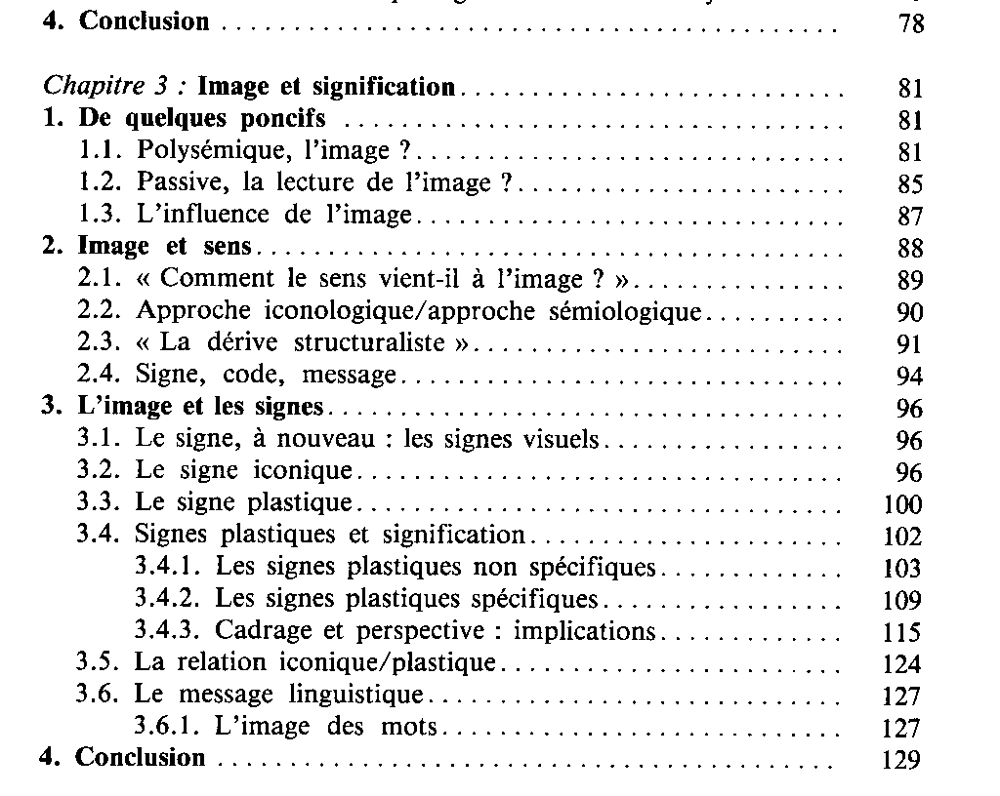 4. Conclusion ............................................ 78
Chapitre 3 : Image et signification ............................ 81
1. De quelques poncifs .................................... 81
1.1. Polysémique, l'image ? ............................... 81
1.2. Passive, la lecture de l'image ? ........................ 85
1.3. L'influence de l'image ............................... 87
2. Image et sens .......................................... 88
2.1. « Comment le sens vient-il à l'image ? » ............... 89
2.2. Approche iconologique/approche sémiologique .......... 90
2.3. « La dérive structuraliste » ........................... 91
2.4. Signe, code, message ................................ 94
3. L'image et les signes ..................................... 96
3.1. Le signe, à nouveau : les signes visuels ................. 96
3.2. Le signe iconique ................................... 96
3.3. Le signe plastique ................................... 100
3.4. Signes plastiques et signification ....................... 102
3.4.1. Les signes plastiques non spécifiques ............. 103
3.4.2. Les signes plastiques spécifiques ................. 109
3.4.3. Cadrage et perspective : implications ............. 115
3.5. La relation iconique/plastique ......................... 124
3.6. Le message linguistique .............................. 127
3.6.1. L'image des mots ............................. 127
4. Conclusion ............................................ 129